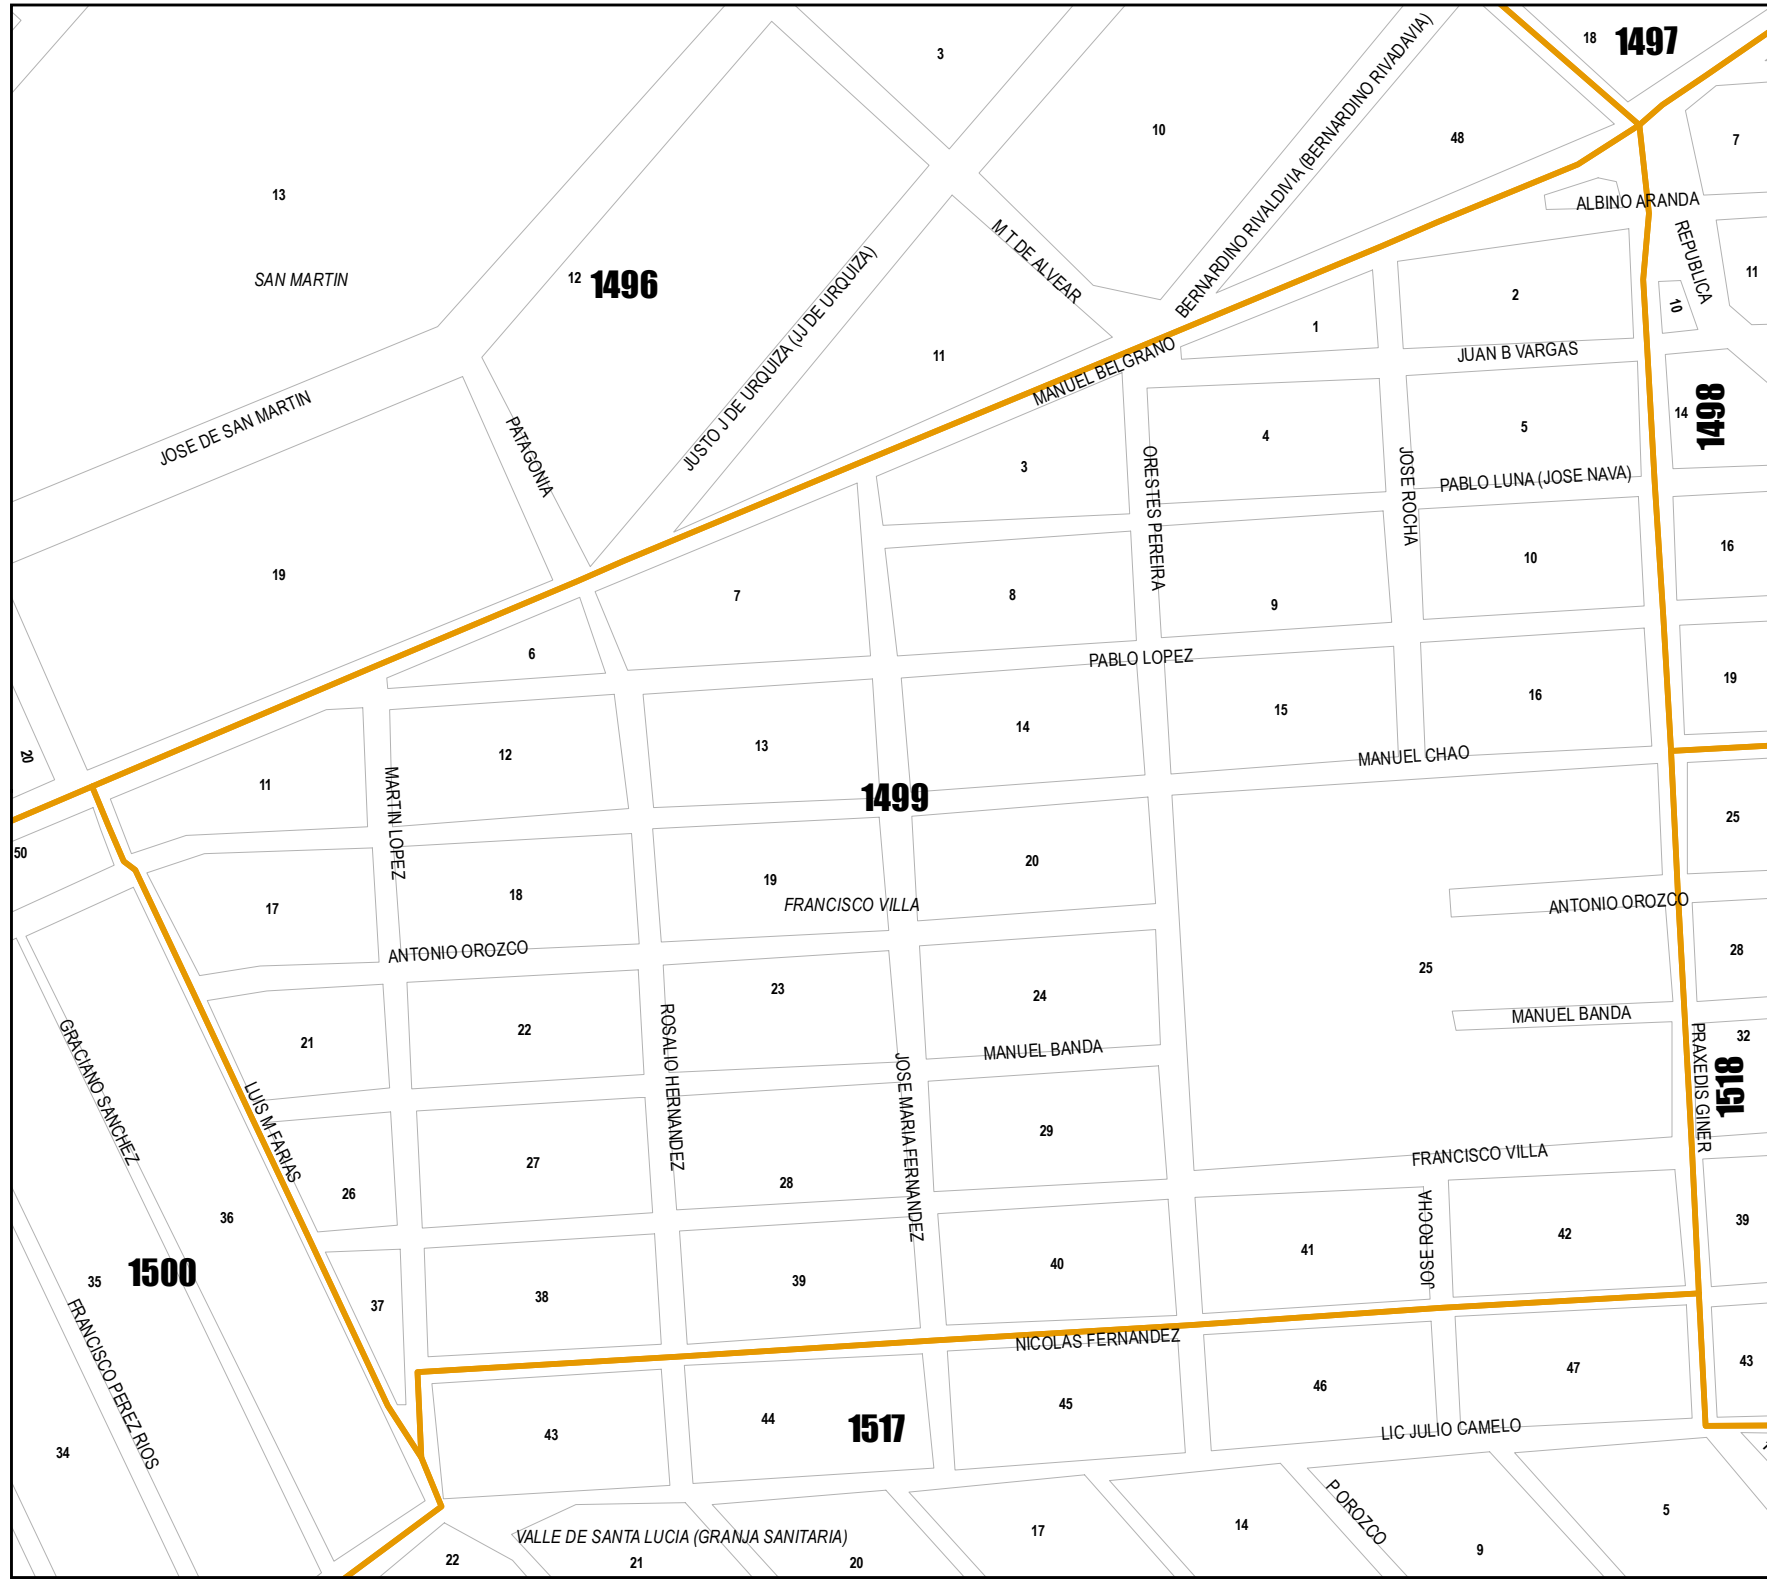 18 1497
3
10
BERNARDINO RIVALDIVIA (BERNARDINO RIVADAVIA)
48
7
13
ALBINO ARANDA
M T DE ALVEAR
REPUBLICA
SAN MARTIN
12 1496
11
2
10
1
JUSTO J DE URQUIZA (JJ DE URQUIZA)
11
MANUEL BELGRANO
JUAN B VARGAS
JOSE DE SAN MARTIN
PATAGONIA
14 1498
5
4
3
ORESTES PEREIRA
JOSE ROCHA
PABLO LUNA (JOSE NAVA)
16
10
19
7
8
9
6
PABLO LOPEZ
19
16
15
14
13
12
20
11
MARTIN LOPEZ
MANUEL CHAO
1499
25
50
20
19
18
17
FRANCISCO VILLA
ANTONIO OROZCO
ANTONIO OROZCO
28
25
23
24
22
21
MANUEL BANDA
MANUEL BANDA
32
PRAXEDIS GINER
1518
GRACIANO SANCHEZ
LUIS M FARIAS
ROSALIO HERNANDEZ
JOSE MARIA FERNANDEZ
29
27
28
26
FRANCISCO VILLA
JOSE ROCHA
36
39
42
41
40
39
38
37
35 1500
FRANCISCO PEREZ RIOS
NICOLAS FERNANDEZ
43
47
46
45
44
43
1517
34
LIC JULIO CAMELO
P OROZCO
5
14
17
9
VALLE DE SANTA LUCIA (GRANJA SANITARIA)
22
21
20